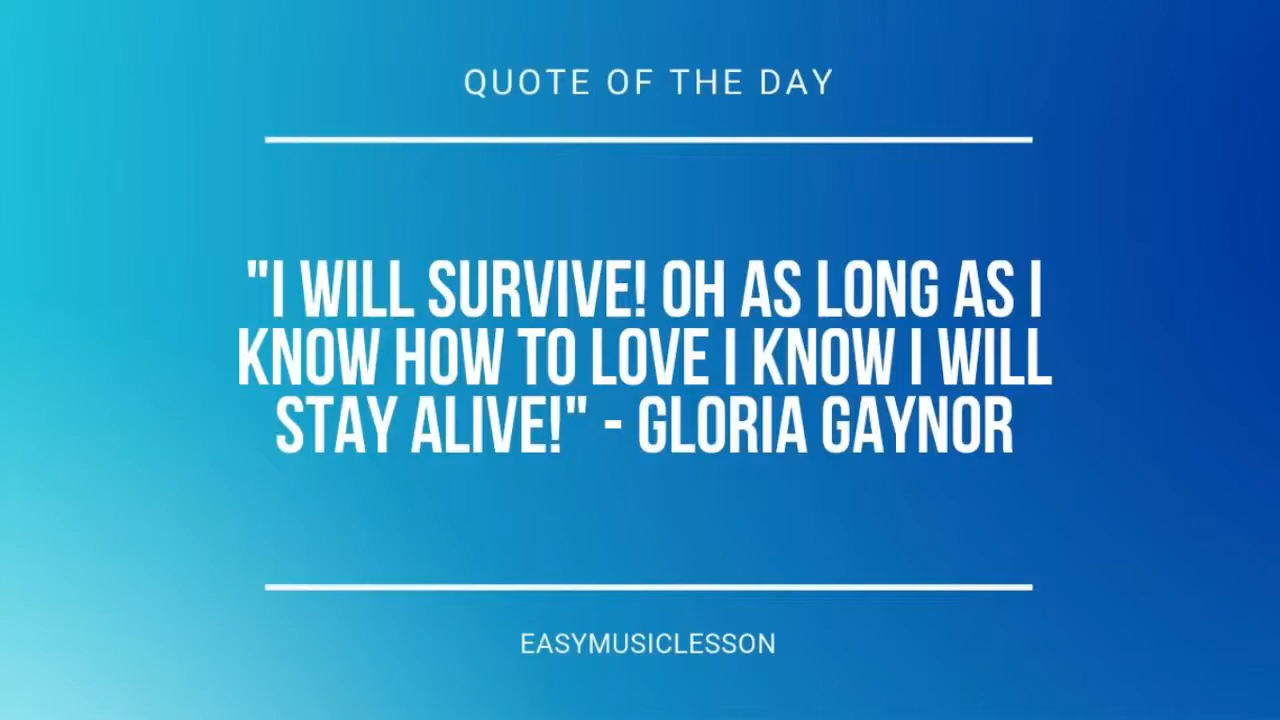 QUOTE OF THE DAY
"I WILL SURVIVE! OH AS LONG AS I
KNOW HOW TO LOVE I KNOW I WILL
STAY ALIVE!" - GLORIA GAYNOR
EASYMUSICLESSON